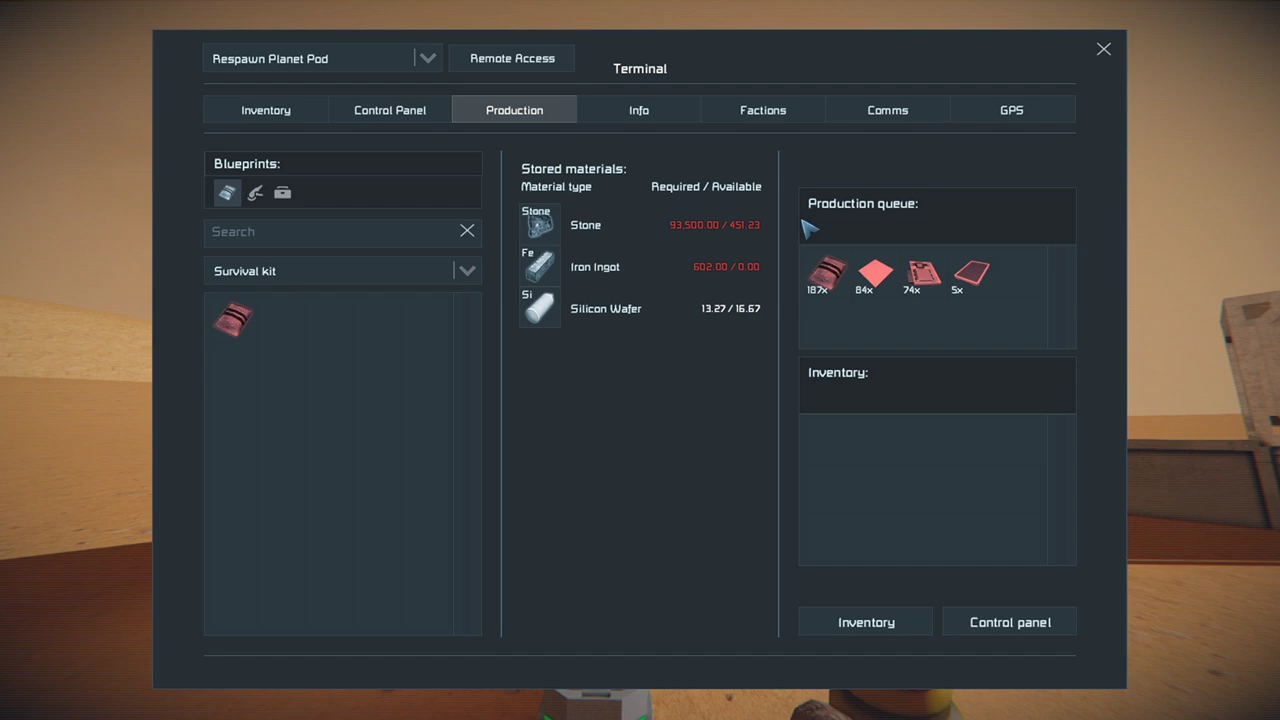 Respawn Planet Pod
Remote Access
Terminal
Inventory
Control Panel
Production
Info
Factions
Comms
GPS
Blueprints:
Search
Survival kit
Stored materials:
Material type
Required / Available
Stone
Stone
93,500.00 / 451.23
Fe
Iron Ingot
602.00 / 0.00
Si
Silicon Wafer
13.27 / 16.67
Production queue:
187x
84x
74x
5x
Inventory:
Inventory
Control panel